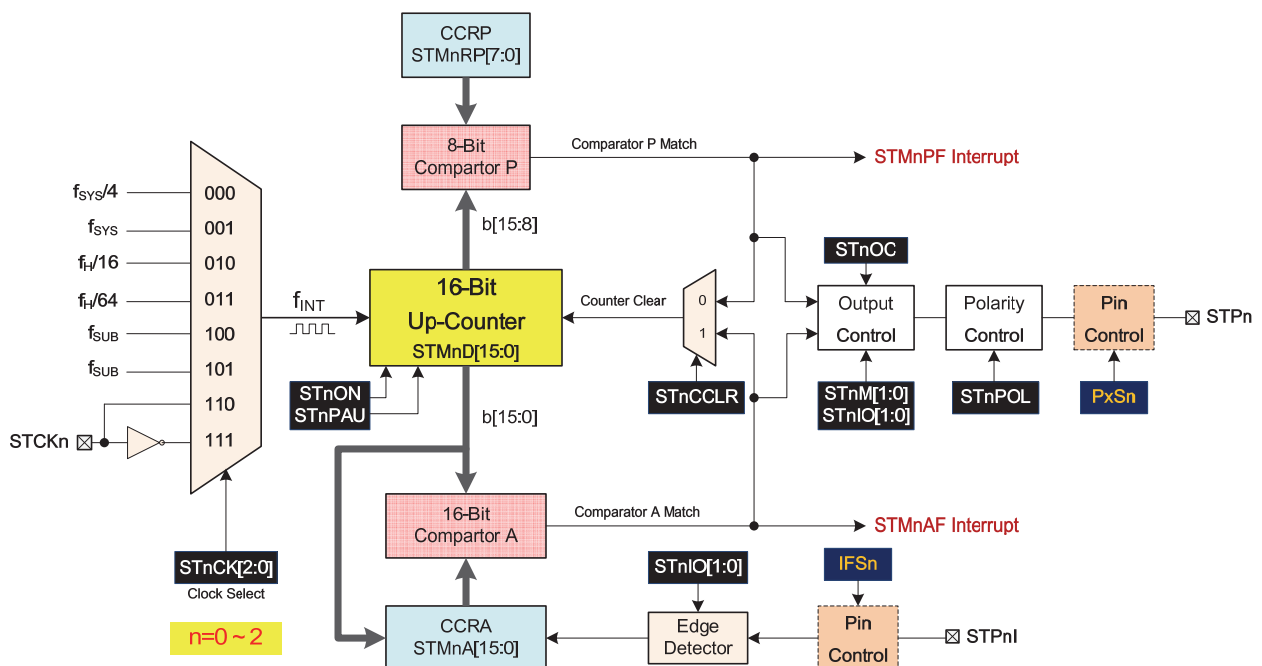 CCRP
STMnRP[7:0]
8-Bit
Compartor P
Comparator P Match
STMnPF Interrupt
b[15:8]
fSYS/4
fSYS
fH/16
fH/64
fSUB
fSUB
STCKn
000
001
010
011
100
101
110
111
fINT
16-Bit
Up-Counter
STMnD[15:0]
STnON
STnPAU
b[15:0]
Counter Clear
0
1
STnCCLR
STnOC
Output
Control
STnM[1:0]
STnIO[1:0]
Polarity
Control
STnPOL
Pin
Control
PxSn
STPn
16-Bit
Compartor A
Comparator A Match
STMnAF Interrupt
STnCK[2:0]
Clock Select
n=0 ~ 2
CCRA
STMnA[15:0]
STnIO[1:0]
Edge
Detector
IFSn
Pin
Control
STPnI